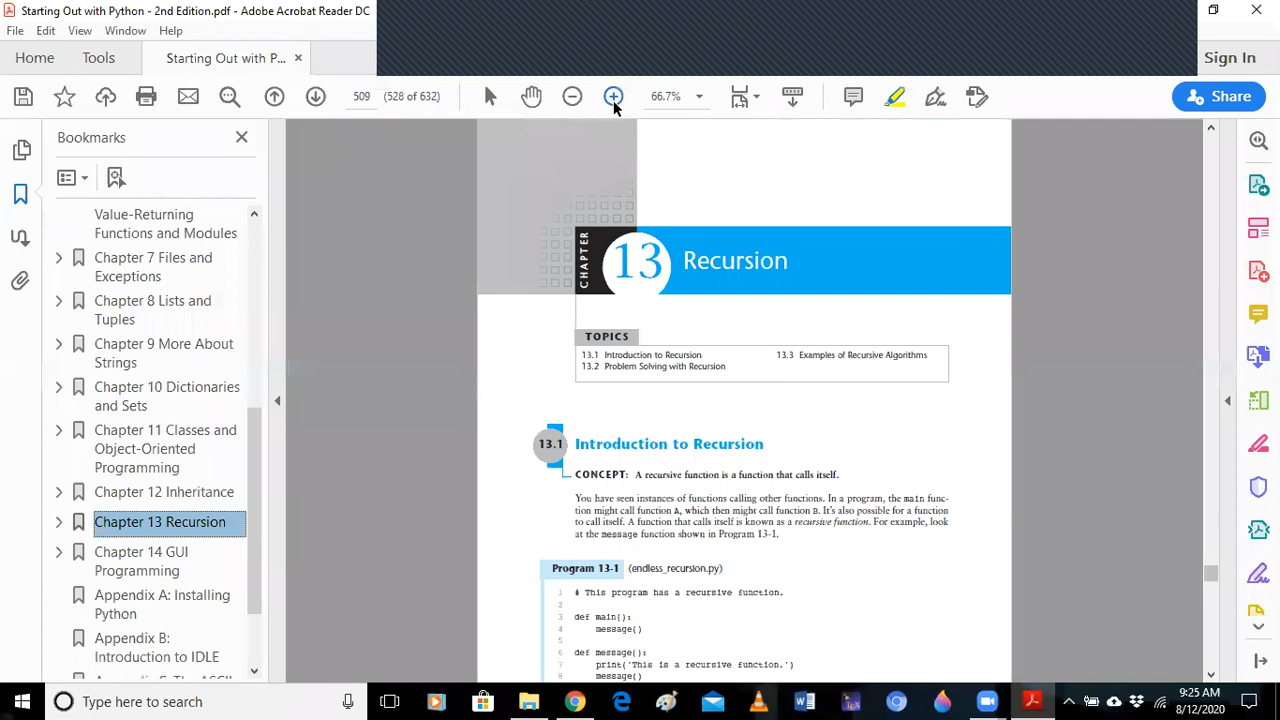 Starting Out with Python - 2nd Edition.pdf - Adobe Acrobat Reader DC
File Edit View Window Help
Home Tools Starting Out with P... × Sign In
509 (528 of 632) 66.7% Share
Bookmarks
Value-Returning
Functions and Modules
Chapter 7 Files and
Exceptions
Chapter 8 Lists and
Tuples
Chapter 9 More About
Strings
Chapter 10 Dictionaries
and Sets
Chapter 11 Classes and
Object-Oriented
Programming
Chapter 12 Inheritance
Chapter 13 Recursion
Chapter 14 GUI
Programming
Appendix A: Installing
Python
Appendix B:
Introduction to IDLE
CHAPTER
13 Recursion
TOPICS
13.1 Introduction to Recursion
13.2 Problem Solving with Recursion
13.3 Examples of Recursive Algorithms
13.1 Introduction to Recursion
CONCEPT: A recursive function is a function that calls itself.
You have seen instances of functions calling other functions. In a program, the main func-
tion might call function A, which then might call function B. It's also possible for a function
to call itself. A function that calls itself is known as a recursive function. For example, look
at the message function shown in Program 13-1.
Program 13-1 (endless_recursion.py)
1 # This program has a recursive function.
2
3 def main():
4 message()
5
6 def message():
7 print('This is a recursive function.')
8 message()
Type here to search
9:25 AM
8/12/2020